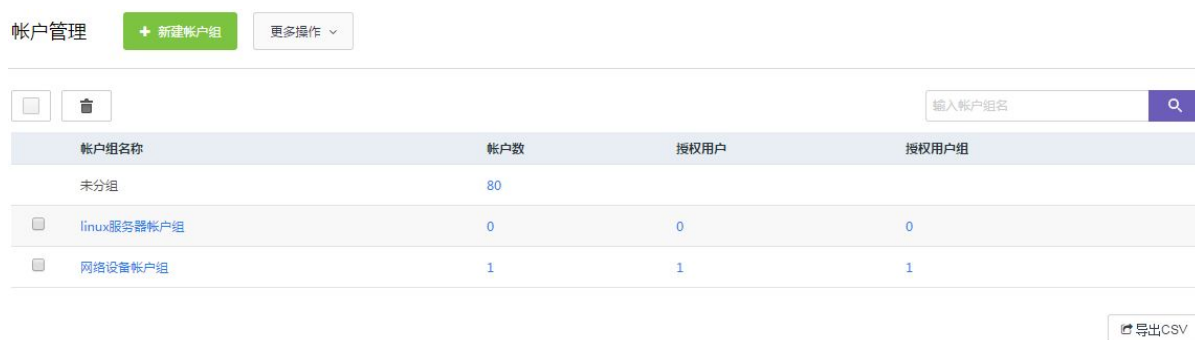 帐户管理 + 新建帐户组 更多操作
输入帐户组名
帐户组名称 帐户数 授权用户 授权用户组
未分组 80
linux服务器帐户组 0 0 0
网络设备帐户组 1 1 1
导出CSV